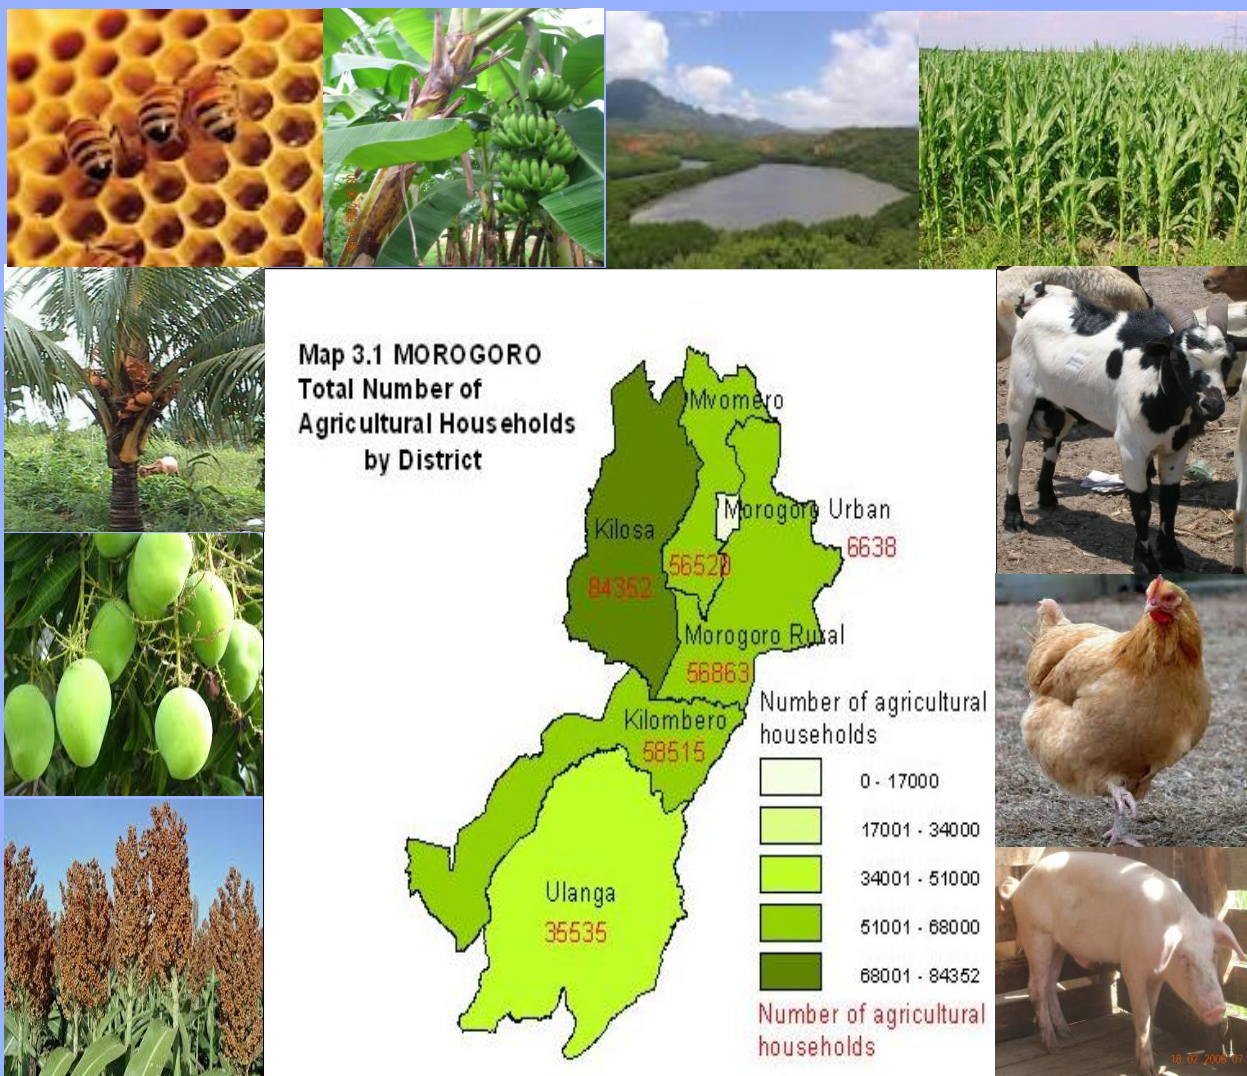 Map 3.1 MOROGORO
Total Number of
Agricultural Households
by District
Mvomero
Morogoro Urban
6638
Kilosa
84352
56520
Morogoro Rural
56863
Kilombero
58515
Ulanga
35535
Number of agricultural
households
0 - 17000
17001 - 34000
34001 - 51000
51001 - 68000
68001 - 84352
Number of agricultural
households